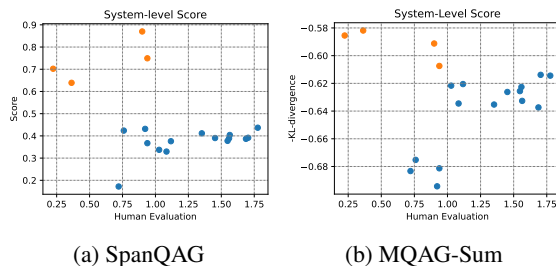 System-level Score
0.9
0.8
0.7
0.6
0.5
0.4
0.3
0.2
Score
0.25 0.50 0.75 1.00 1.25 1.50 1.75
Human Evaluation
(a) SpanQAG
System-Level Score
−0.58
−0.60
−0.62
−0.64
−0.66
−0.68
-KL-divergence
0.25 0.50 0.75 1.00 1.25 1.50 1.75
Human Evaluation
(b) MQAG-Sum